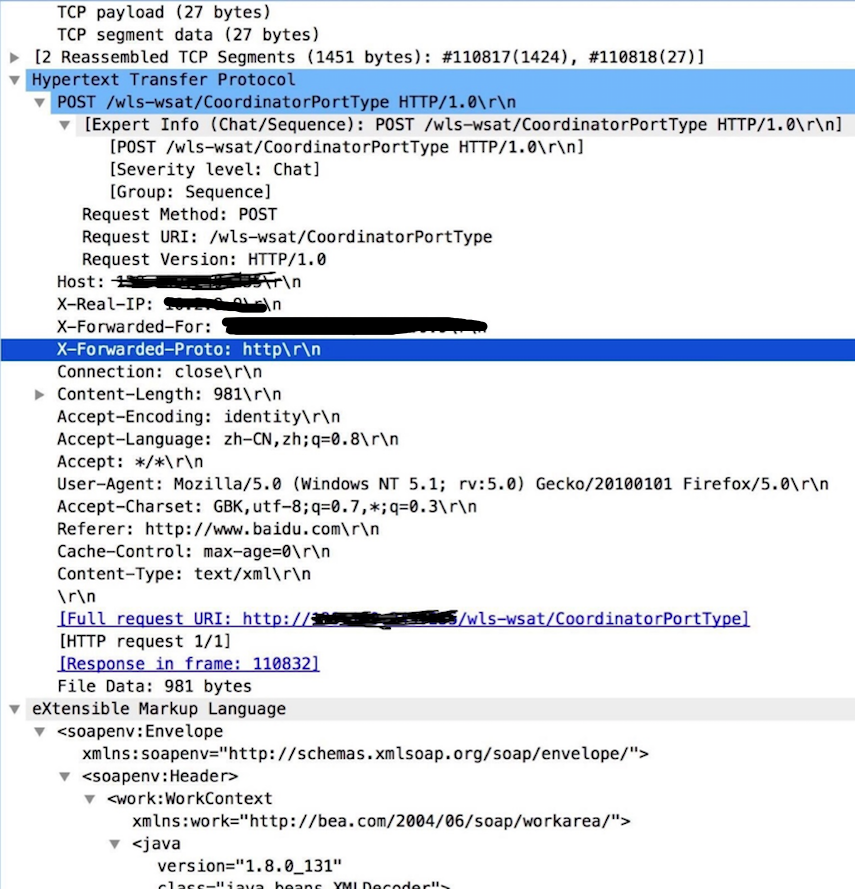 TCP payload (27 bytes)
TCP segment data (27 bytes)
[2 Reassembled TCP Segments (1451 bytes): #110817(1424), #110818(27)]
Hypertext Transfer Protocol
POST /wls-wsat/CoordinatorPortType HTTP/1.0\r\n
[Expert Info (Chat/Sequence): POST /wls-wsat/CoordinatorPortType HTTP/1.0\r\n]
[POST /wls-wsat/CoordinatorPortType HTTP/1.0\r\n]
[Severity level: Chat]
[Group: Sequence]
Request Method: POST
Request URI: /wls-wsat/CoordinatorPortType
Request Version: HTTP/1.0
Host: \r\n
X-Real-IP: \r\n
X-Forwarded-For:
X-Forwarded-Proto: http\r\n
Connection: close\r\n
Content-Length: 981\r\n
Accept-Encoding: identity\r\n
Accept-Language: zh-CN,zh;q=0.8\r\n
Accept: */*\r\n
User-Agent: Mozilla/5.0 (Windows NT 5.1; rv:5.0) Gecko/20100101 Firefox/5.0\r\n
Accept-Charset: GBK,utf-8;q=0.7,*;q=0.3\r\n
Referer: http://www.baidu.com\r\n
Cache-Control: max-age=0\r\n
Content-Type: text/xml\r\n
\r\n
[Full request URI: http:///wls-wsat/CoordinatorPortType]
[HTTP request 1/1]
[Response in frame: 110832]
File Data: 981 bytes
eXtensible Markup Language
<soapenv:Envelope
xmlns:soapenv="http://schemas.xmlsoap.org/soap/envelope/">
<soapenv:Header>
<work:WorkContext
xmlns:work="http://bea.com/2004/06/soap/workarea/">
<java
version="1.8.0_131"
class="java.beans.XMLDecoder">